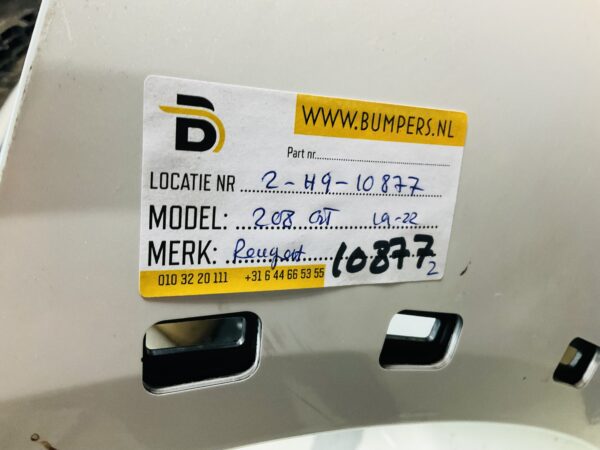 B
WWW.BUMPERS.NL
Part nr
LOCATIE NR 2-H9-10877
MODEL: 208 GT 19-22
MERK: Peugeot 10877 2
010 32 20 111 +31 6 44 66 53 55